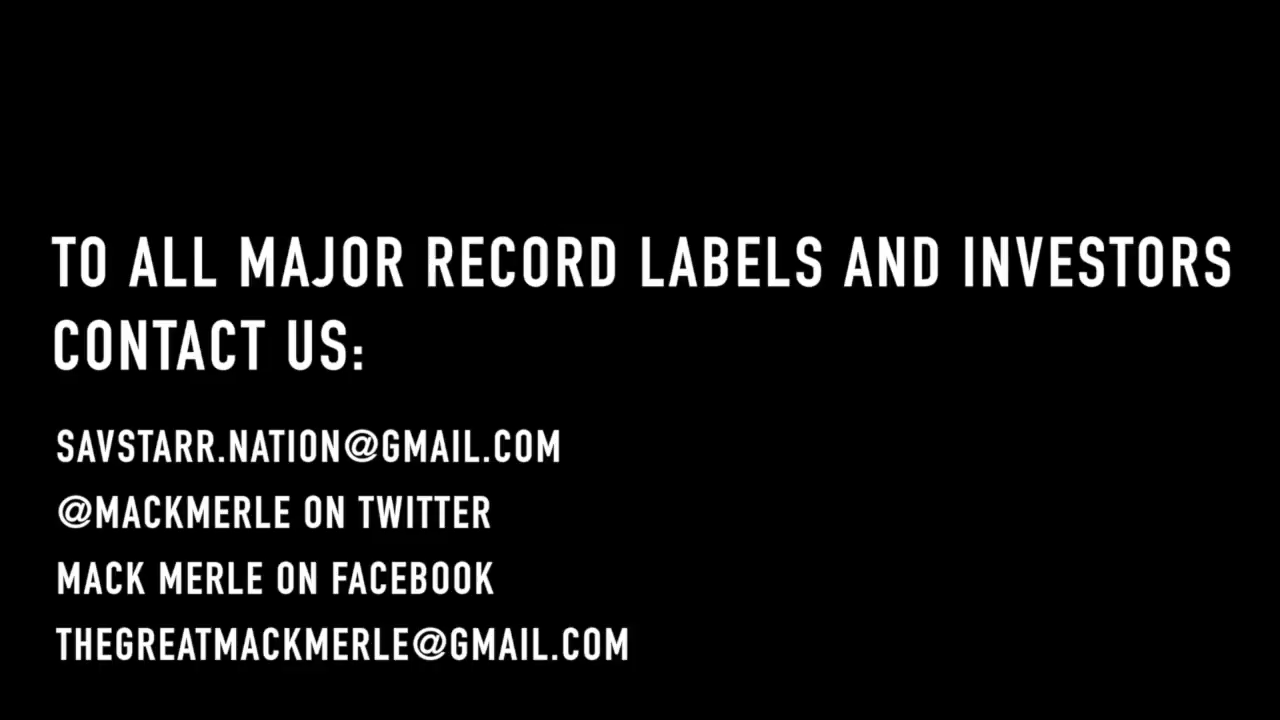 TO ALL MAJOR RECORD LABELS AND INVESTORS
CONTACT US:
SAVSTARR.NATION@GMAIL.COM
@MACKMERLE ON TWITTER
MACK MERLE ON FACEBOOK
THEGREATMACKMERLE@GMAIL.COM